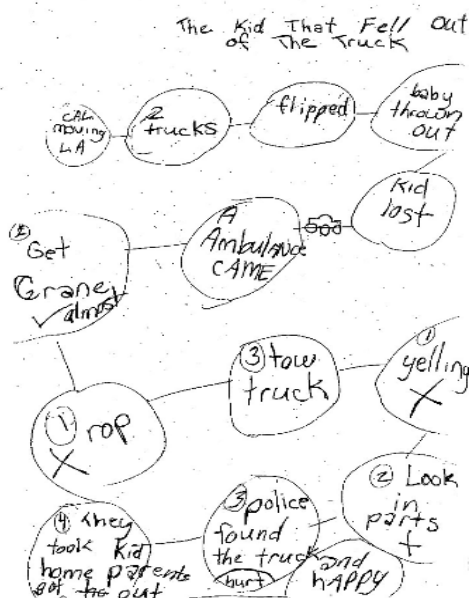 The Kid That Fell Out
of The Truck
CAL
moving
LA
2
trucks
flipped
baby
thrown
out
Kid
lost
A
Ambulance
CAME
②
Get
Crane
✓ almost
① rop
X
③ tow
truck
①
yelling
X
② Look
in
parts
+
③ police
found
the truck
hurt
④ they
took kid
home parents
got out
and
hAPPY